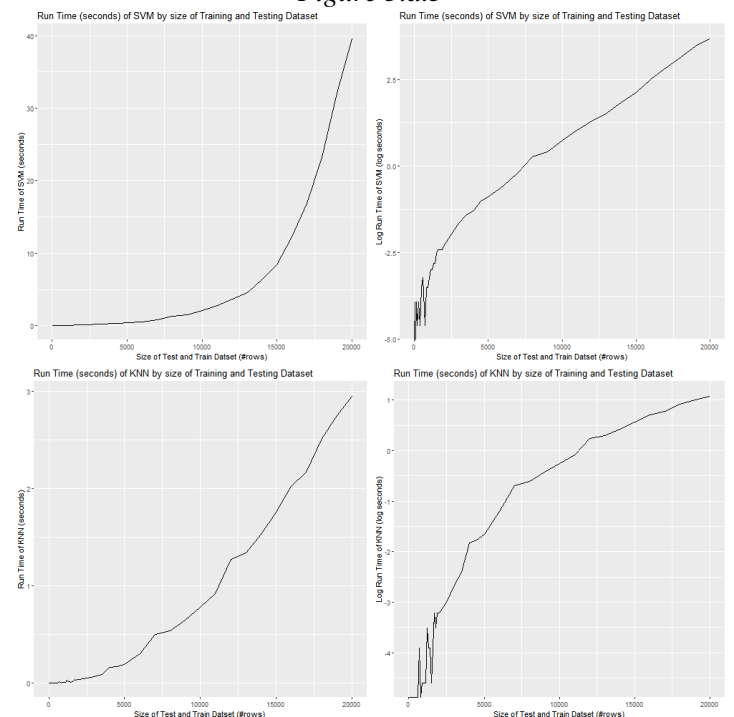 Run Time (seconds) of SVM by size of Training and Testing Dataset
40
30
20
10
0
Run Time of SVM (seconds)
0 5000 10000 15000 20000
Size of Test and Train Datset (#rows)
Run Time (seconds) of SVM by size of Training and Testing Dataset
2.5
0.0
-2.5
-5.0
Log Run Time of SVM (log seconds)
0 5000 10000 15000 20000
Size of Test and Train Datset (#rows)
Run Time (seconds) of KNN by size of Training and Testing Dataset
3
2
1
0
Run Time of KNN (seconds)
0 5000 10000 15000 20000
Size of Test and Train Datset (#rows)
Run Time (seconds) of KNN by size of Training and Testing Dataset
1
0
-1
-2
-3
-4
Log Run Time of KNN (log seconds)
0 5000 10000 15000 20000
Size of Test and Train Datset (#rows)